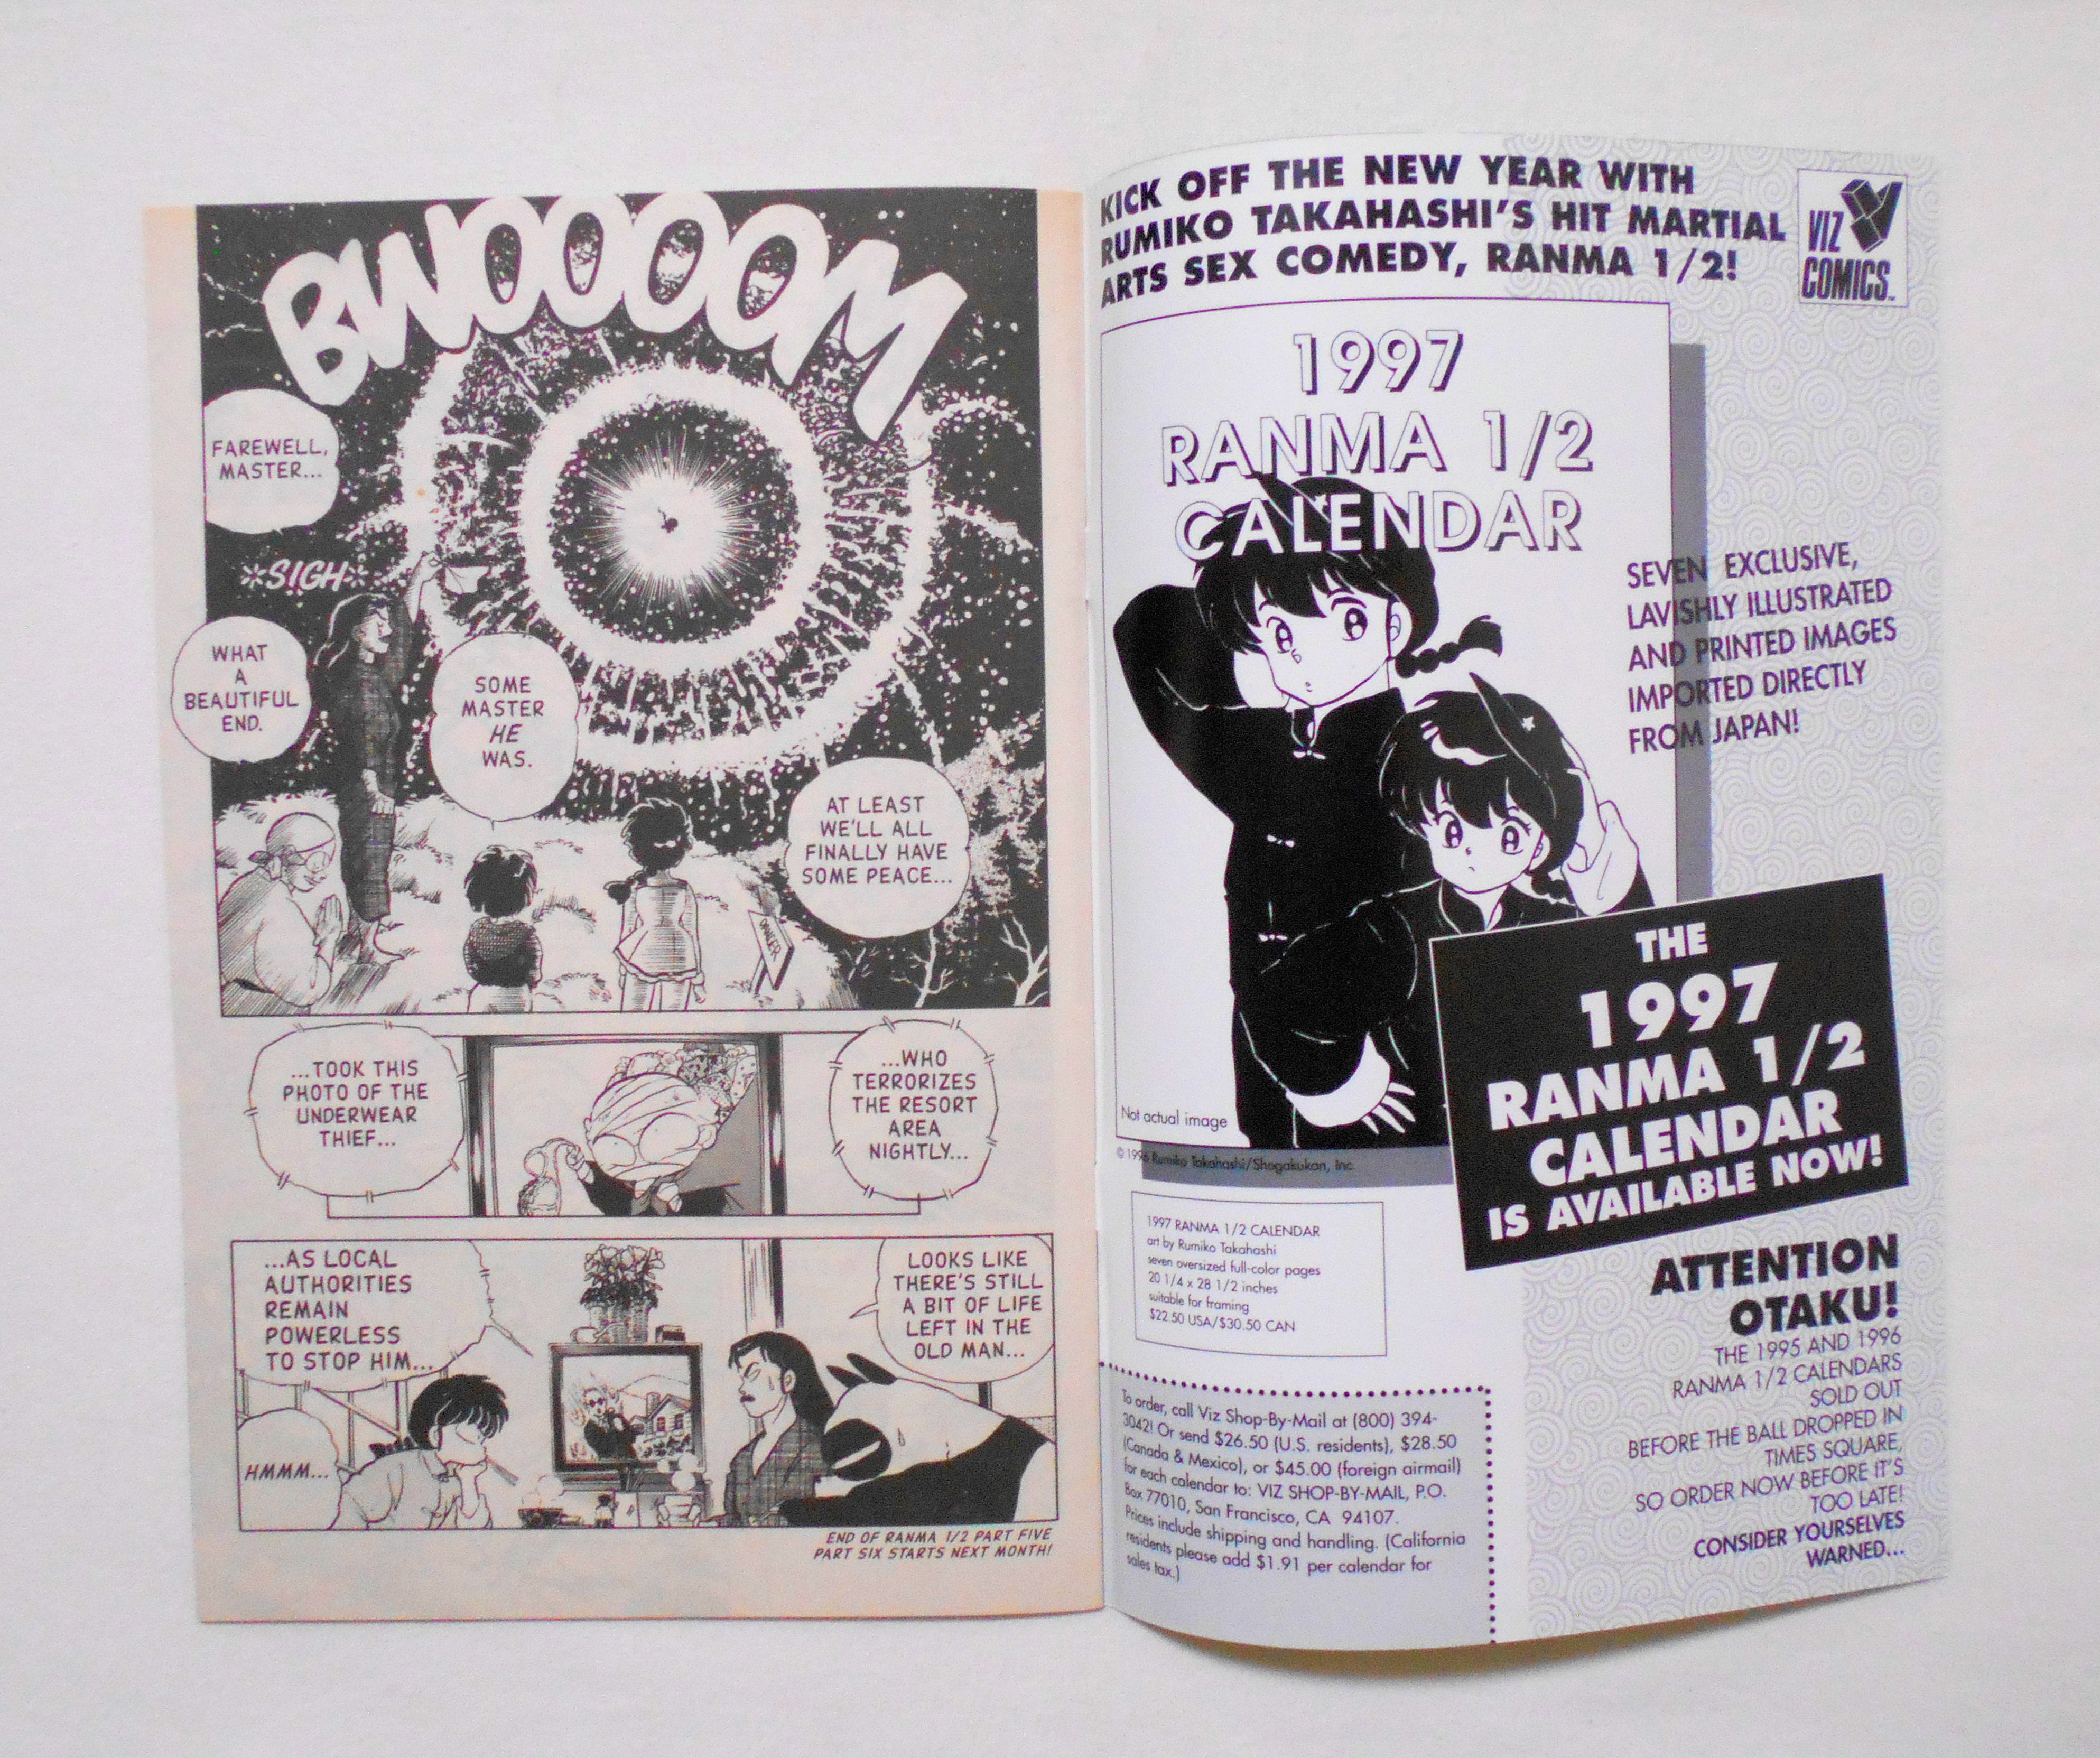 BWOOOOM
FAREWELL,
MASTER...
*SIGH*
WHAT
A
BEAUTIFUL
END.
SOME
MASTER
HE
WAS.
AT LEAST
WE'LL ALL
FINALLY HAVE
SOME PEACE...
DANGER
...TOOK THIS
PHOTO OF THE
UNDERWEAR
THIEF...
...WHO
TERRORIZES
THE RESORT
AREA
NIGHTLY...
...AS LOCAL
AUTHORITIES
REMAIN
POWERLESS
TO STOP HIM...
HMMM...
LOOKS LIKE
THERE'S STILL
A BIT OF LIFE
LEFT IN THE
OLD MAN...
END OF RANMA 1/2 PART FIVE
PART SIX STARTS NEXT MONTH!
KICK OFF THE NEW YEAR WITH
RUMIKO TAKAHASHI'S HIT MARTIAL
ARTS SEX COMEDY, RANMA 1/2!
VIZ
COMICS™
1997
RANMA 1/2
CALENDAR
SEVEN EXCLUSIVE,
LAVISHLY ILLUSTRATED
AND PRINTED IMAGES
IMPORTED DIRECTLY
FROM JAPAN!
Not actual image
© 1996 Rumiko Takahashi/Shogakukan, Inc.
THE
1997
RANMA 1/2
CALENDAR
IS AVAILABLE NOW!
1997 RANMA 1/2 CALENDAR
art by Rumiko Takahashi
seven oversized full-color pages
20 1/4 x 28 1/2 inches
suitable for framing
$22.50 USA/$30.50 CAN
ATTENTION
OTAKU!
THE 1995 AND 1996
RANMA 1/2 CALENDARS
SOLD OUT
BEFORE THE BALL DROPPED IN
TIMES SQUARE,
SO ORDER NOW BEFORE IT'S
TOO LATE!
CONSIDER YOURSELVES
WARNED...
To order, call Viz Shop-By-Mail at (800) 394-
3042! Or send $26.50 (U.S. residents), $28.50
(Canada & Mexico), or $45.00 (foreign airmail)
for each calendar to: VIZ SHOP-BY-MAIL, P.O.
Box 77010, San Francisco, CA 94107.
Prices include shipping and handling. (California
residents please add $1.91 per calendar for
sales tax.)